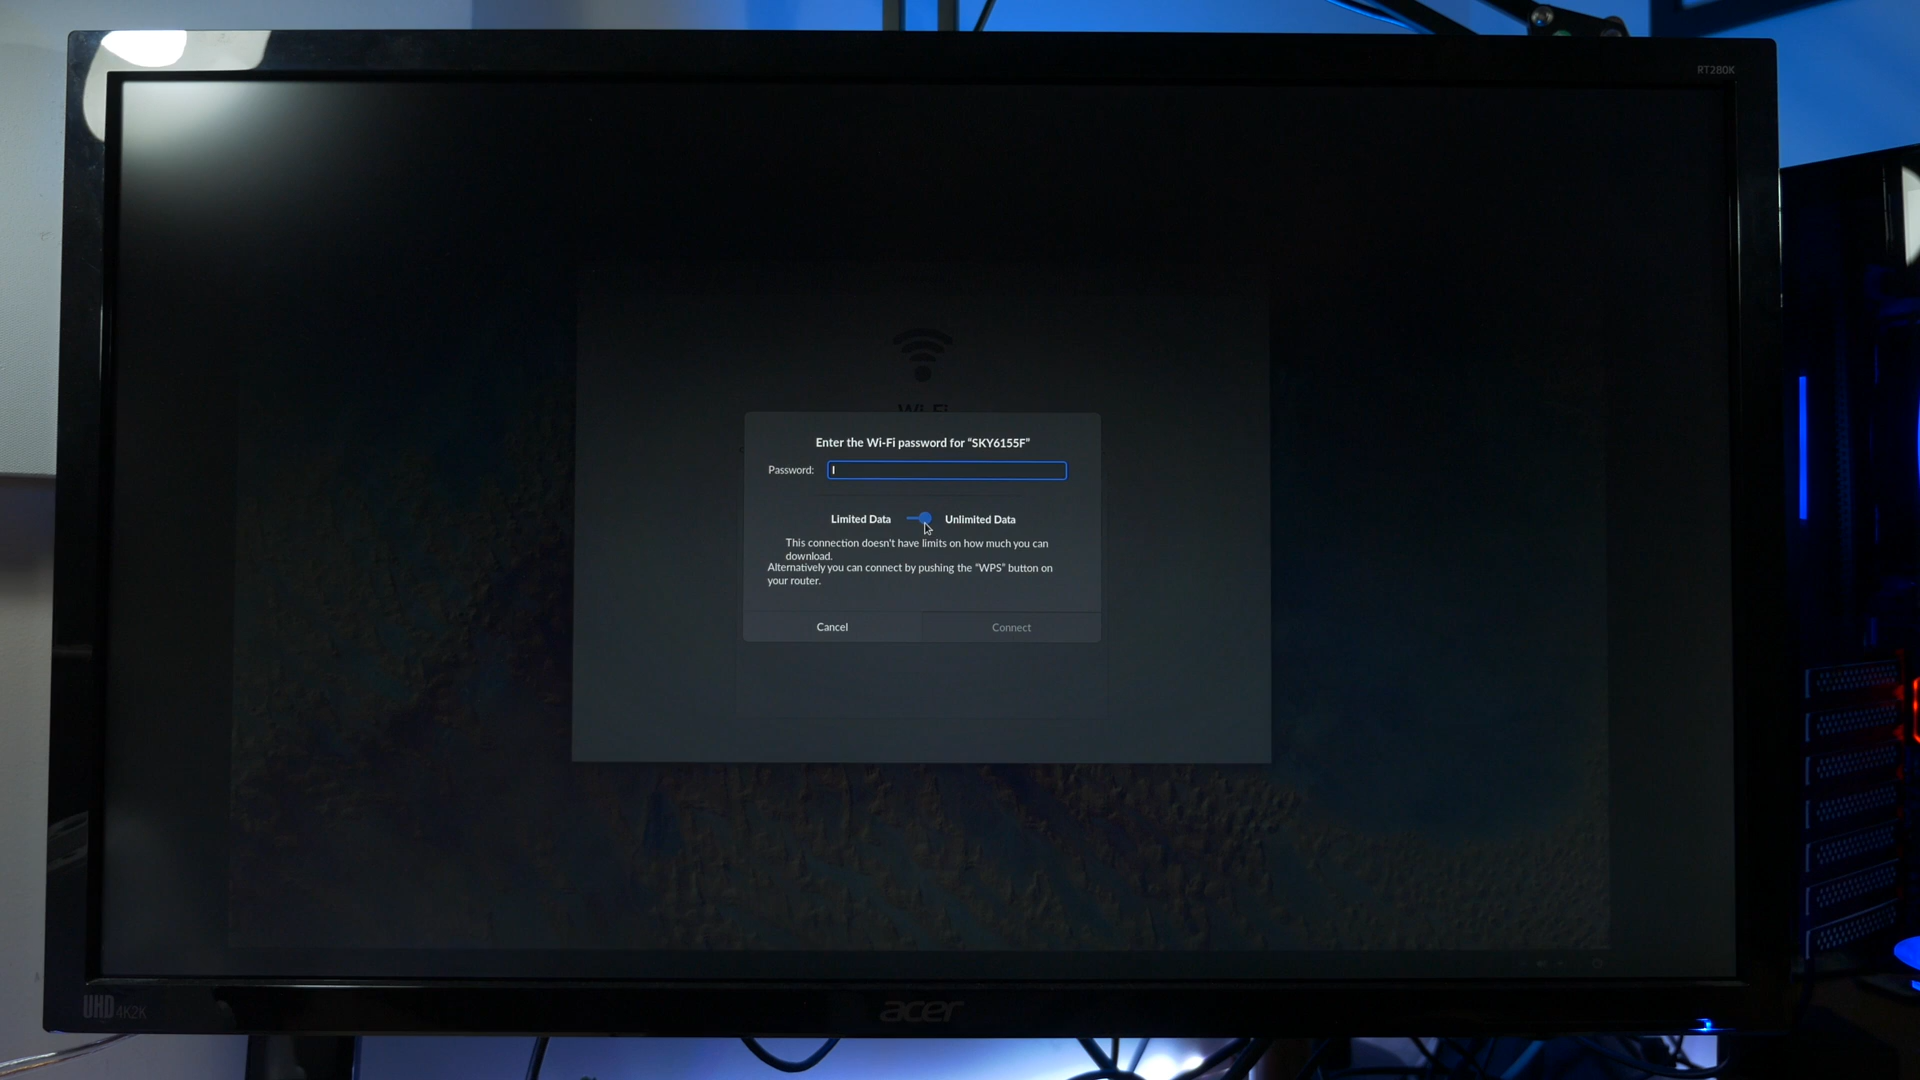 RT280K
Wi-Fi
Enter the Wi-Fi password for “SKY6155F”
Password:
Limited Data
Unlimited Data
This connection doesn't have limits on how much you can
download.
Alternatively you can connect by pushing the “WPS” button on
your router.
Cancel
Connect
UHD 4K2K
acer